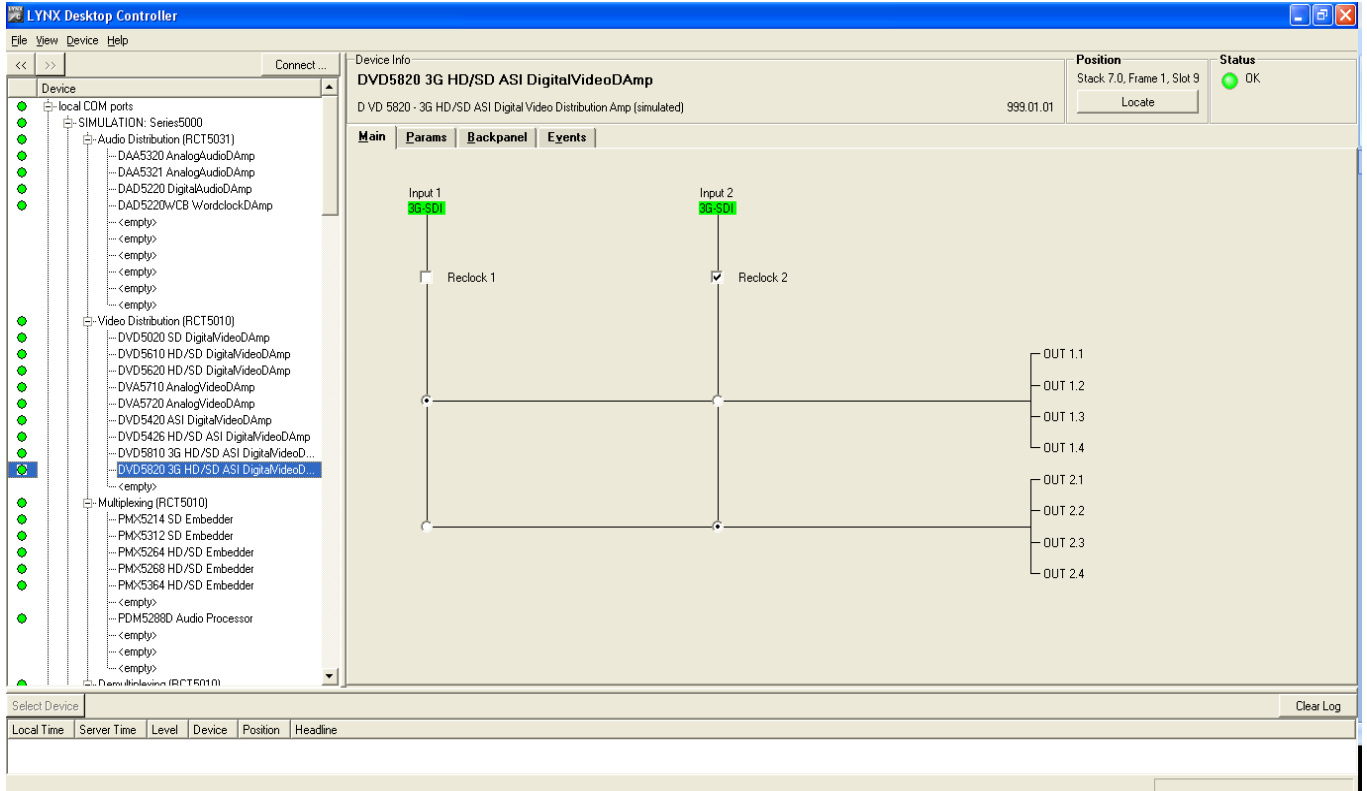 LYNX Desktop Controller
File View Device Help
<< >> Connect ...
Device
local COM ports
SIMULATION: Series5000
Audio Distribution (RCT5031)
DAA5320 AnalogAudioDAmp
DAA5321 AnalogAudioDAmp
DAD5220 DigitalAudioDAmp
DAD5220WCB WordclockDAmp
<empty>
<empty>
<empty>
<empty>
<empty>
<empty>
Video Distribution (RCT5010)
DVD5020 SD DigitalVideoDAmp
DVD5610 HD/SD DigitalVideoDAmp
DVD5620 HD/SD DigitalVideoDAmp
DVA5710 AnalogVideoDAmp
DVA5720 AnalogVideoDAmp
DVD5420 ASI DigitalVideoDAmp
DVD5426 HD/SD ASI DigitalVideoDAmp
DVD5810 3G HD/SD ASI DigitalVideoD...
DVD5820 3G HD/SD ASI DigitalVideoD...
<empty>
Multiplexing (RCT5010)
PMX5214 SD Embedder
PMX5312 SD Embedder
PMX5264 HD/SD Embedder
PMX5268 HD/SD Embedder
PMX5364 HD/SD Embedder
<empty>
PDM5288D Audio Processor
<empty>
<empty>
<empty>
Demultiplexing (RCT5010)
Device Info
DVD5820 3G HD/SD ASI DigitalVideoDAmp
D VD 5820 - 3G HD/SD ASI Digital Video Distribution Amp (simulated) 999.01.01
Position
Stack 7.0, Frame 1, Slot 9
Locate
Status
OK
Main Params Backpanel Events
Input 1 Input 2
3G-SDI 3G-SDI
Reclock 1 Reclock 2
OUT 1.1
OUT 1.2
OUT 1.3
OUT 1.4
OUT 2.1
OUT 2.2
OUT 2.3
OUT 2.4
Select Device Clear Log
Local Time Server Time Level Device Position Headline